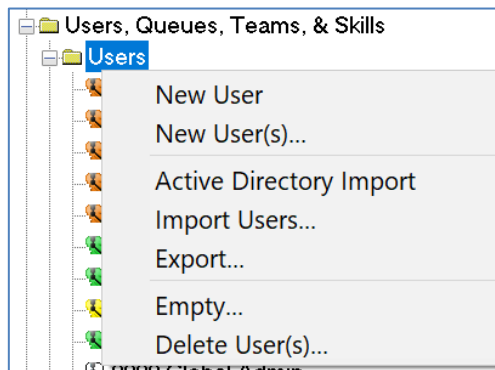 Users, Queues, Teams, & Skills
Users
New User
New User(s)...
Active Directory Import
Import Users...
Export...
Empty...
Delete User(s)...